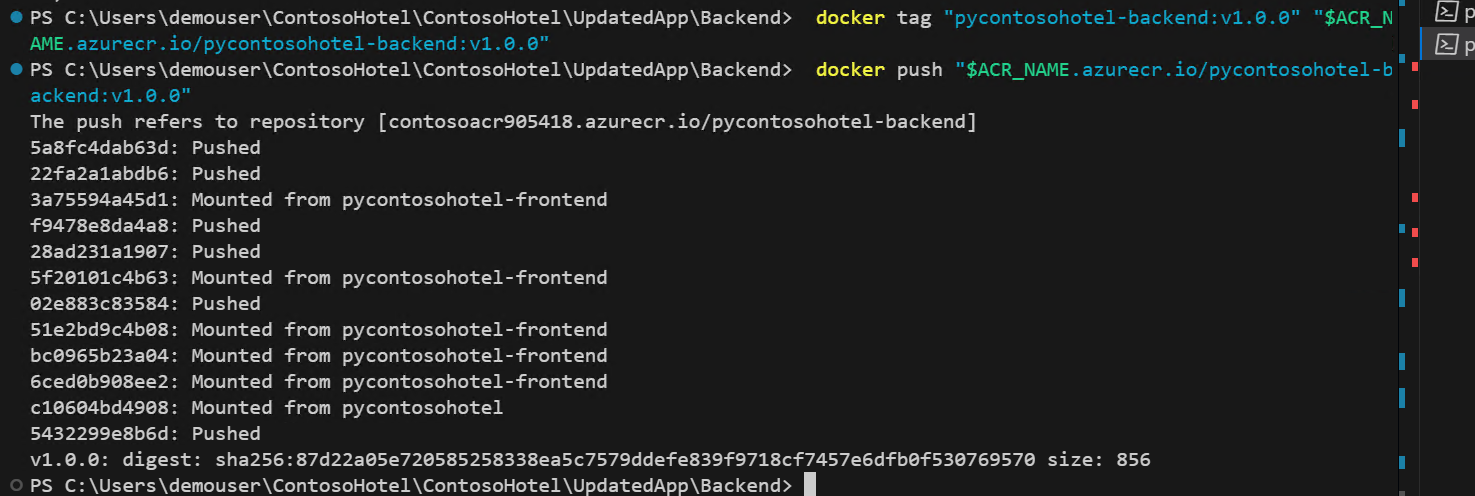 PS C:\Users\demouser\ContosoHotel\ContosoHotel\UpdatedApp\Backend>  docker tag "pycontosohotel-backend:v1.0.0" "$ACR_N
AME.azurecr.io/pycontosohotel-backend:v1.0.0"
PS C:\Users\demouser\ContosoHotel\ContosoHotel\UpdatedApp\Backend>  docker push "$ACR_NAME.azurecr.io/pycontosohotel-b
ackend:v1.0.0"
The push refers to repository [contosoacr905418.azurecr.io/pycontosohotel-backend]
5a8fc4dab63d: Pushed
22fa2a1abdb6: Pushed
3a75594a45d1: Mounted from pycontosohotel-frontend
f9478e8da4a8: Pushed
28ad231a1907: Pushed
5f20101c4b63: Mounted from pycontosohotel-frontend
02e883c83584: Pushed
51e2bd9c4b08: Mounted from pycontosohotel-frontend
bc0965b23a04: Mounted from pycontosohotel-frontend
6ced0b908ee2: Mounted from pycontosohotel-frontend
c10604bd4908: Mounted from pycontosohotel
5432299e8b6d: Pushed
v1.0.0: digest: sha256:87d22a05e720585258338ea5c7579ddefe839f9718cf7457e6dfb0f530769570 size: 856
PS C:\Users\demouser\ContosoHotel\ContosoHotel\UpdatedApp\Backend>